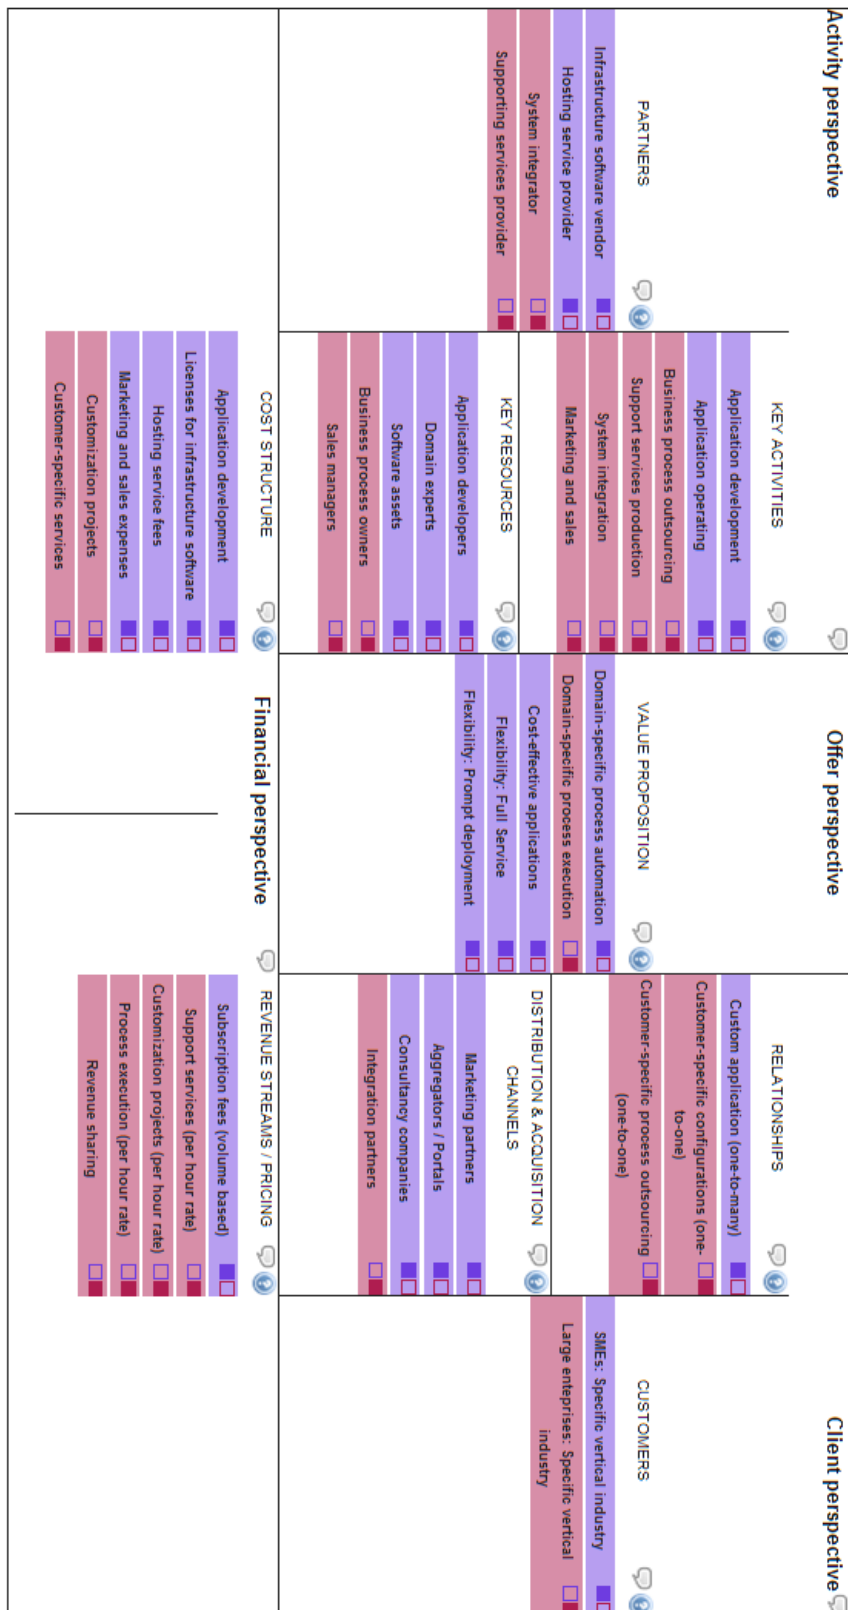 Activity perspective
Offer perspective
Client perspective
PARTNERS
Infrastructure software vendor
Hosting service provider
System integrator
Supporting services provider
KEY ACTIVITIES
Application development
Application operating
Business process outsourcing
Support services production
System integration
Marketing and sales
KEY RESOURCES
Application developers
Domain experts
Software assets
Business process owners
Sales managers
VALUE PROPOSITION
Domain-specific process automation
Domain-specific process execution
Cost-effective applications
Flexibility: Full Service
Flexibility: Prompt deployment
RELATIONSHIPS
Custom application (one-to-many)
Customer-specific configurations (one-
to-one)
Customer-specific process outsourcing
(one-to-one)
DISTRIBUTION & ACQUISITION
CHANNELS
Marketing partners
Aggregators / Portals
Consultancy companies
Integration partners
CUSTOMERS
SMEs: Specific vertical industry
Large enteprises: Specific vertical
industry
Financial perspective
COST STRUCTURE
Application development
Licenses for infrastructure software
Hosting service fees
Marketing and sales expenses
Customization projects
Customer-specific services
REVENUE STREAMS / PRICING
Subscription fees (volume based)
Support services (per hour rate)
Customization projects (per hour rate)
Process execution (per hour rate)
Revenue sharing